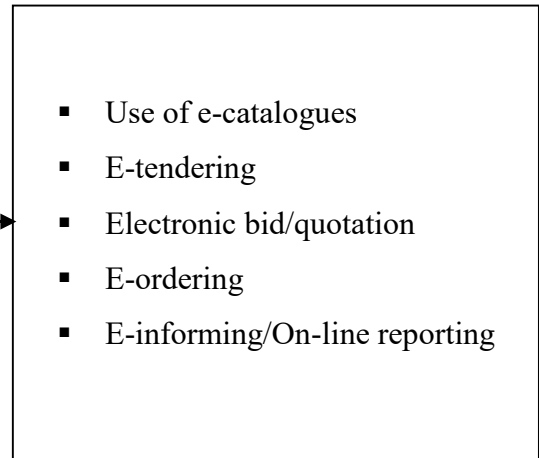 ▪ Use of e-catalogues
▪ E-tendering
▪ Electronic bid/quotation
▪ E-ordering
▪ E-informing/On-line reporting